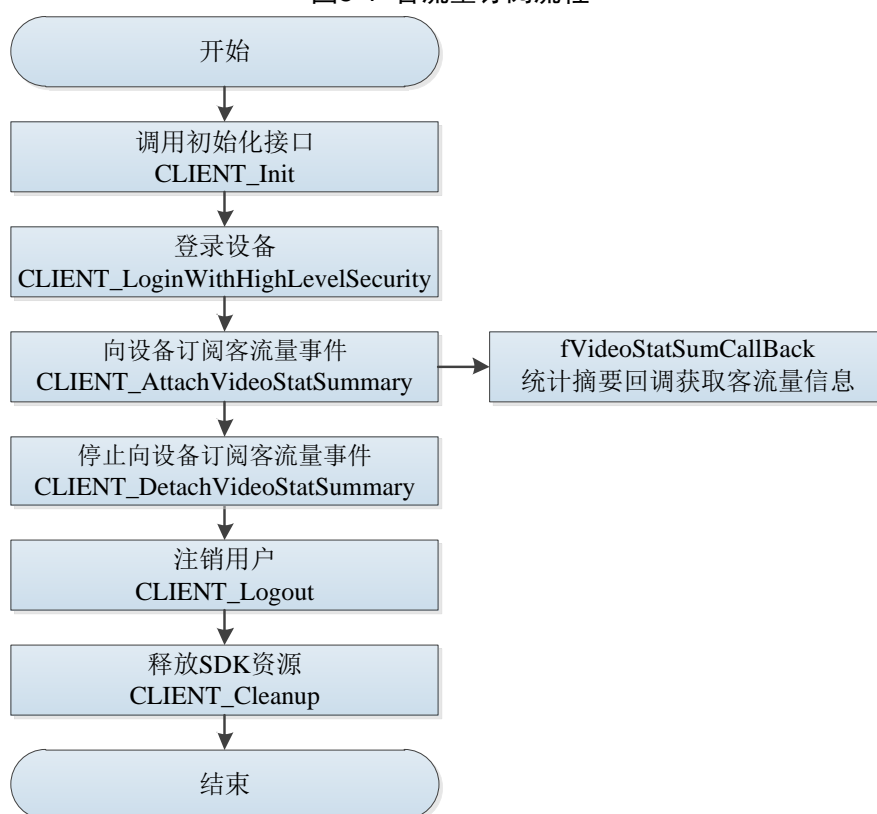 开始
调用初始化接口
CLIENT_Init
登录设备
CLIENT_LoginWithHighLevelSecurity
向设备订阅客流量事件
CLIENT_AttachVideoStatSummary
fVideoStatSumCallBack
统计摘要回调获取客流量信息
停止向设备订阅客流量事件
CLIENT_DetachVideoStatSummary
注销用户
CLIENT_Logout
释放SDK资源
CLIENT_Cleanup
结束